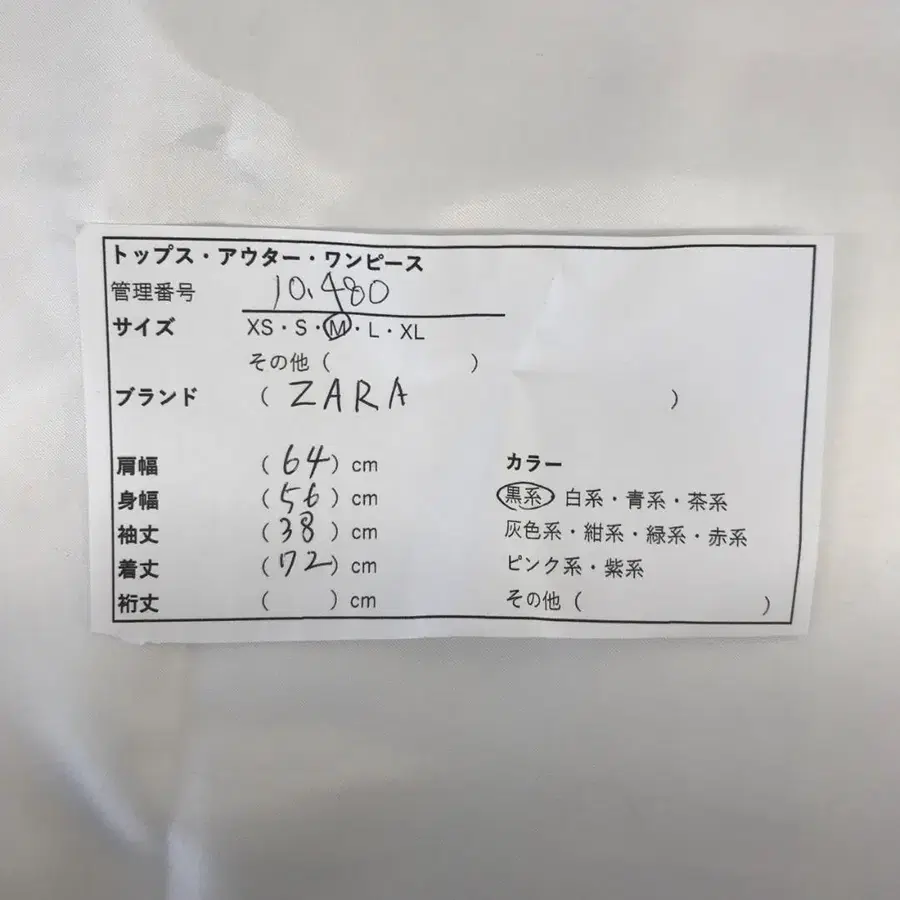 トップス・アウター・ワンピース
管理番号 10,480
サイズ XS・S・M・L・XL
その他（ ）
ブランド （ ZARA ）
肩幅 （ 64 ）cm カラー
身幅 （ 56 ）cm 黒系 白系・青系・茶系
袖丈 （ 38 ）cm 灰色系・紺系・緑系・赤系
着丈 （ 72 ）cm ピンク系・紫系
裄丈 （ ）cm その他（ ）